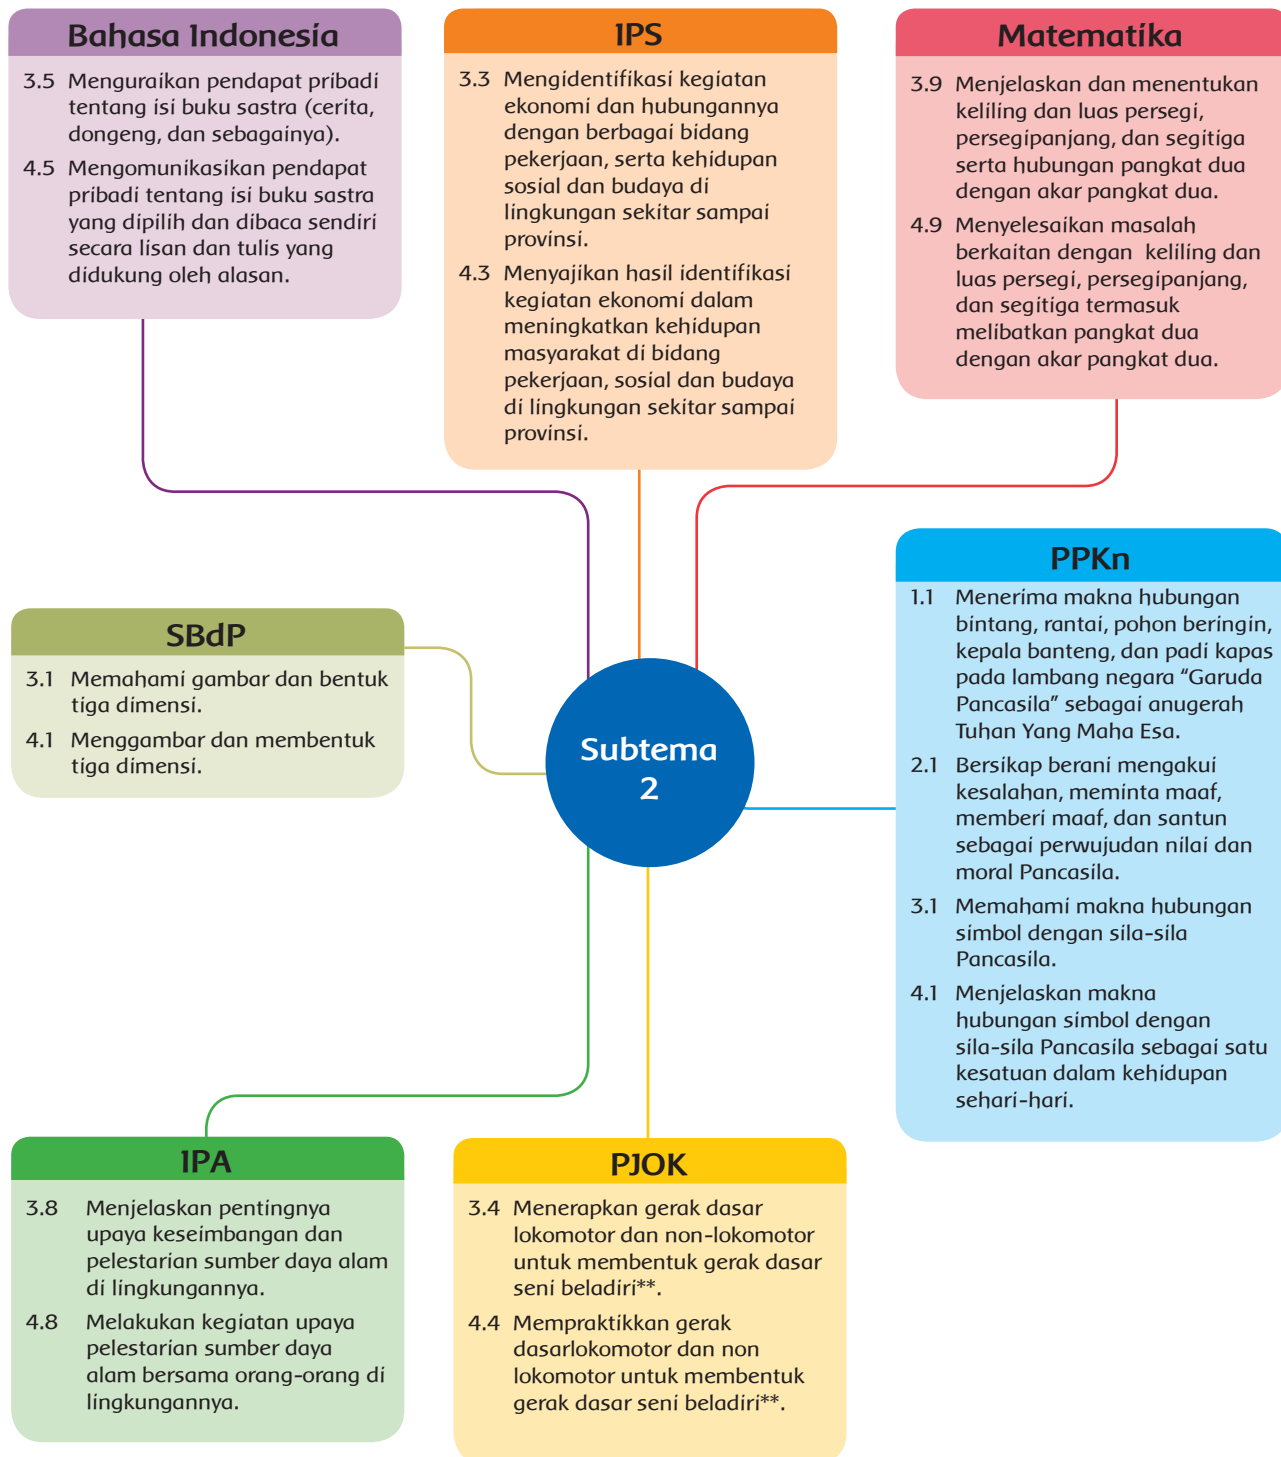 Bahasa Indonesia
3.5 Menguraikan pendapat pribadi
tentang isi buku sastra (cerita,
dongeng, dan sebagainya).
4.5 Mengomunikasikan pendapat
pribadi tentang isi buku sastra
yang dipilih dan dibaca sendiri
secara lisan dan tulis yang
didukung oleh alasan.
IPS
3.3 Mengidentifikasi kegiatan
ekonomi dan hubungannya
dengan berbagai bidang
pekerjaan, serta kehidupan
sosial dan budaya di
lingkungan sekitar sampai
provinsi.
4.3 Menyajikan hasil identifikasi
kegiatan ekonomi dalam
meningkatkan kehidupan
masyarakat di bidang
pekerjaan, sosial dan budaya
di lingkungan sekitar sampai
provinsi.
Matematika
3.9 Menjelaskan dan menentukan
keliling dan luas persegi,
persegipanjang, dan segitiga
serta hubungan pangkat dua
dengan akar pangkat dua.
4.9 Menyelesaikan masalah
berkaitan dengan keliling dan
luas persegi, persegipanjang,
dan segitiga termasuk
melibatkan pangkat dua
dengan akar pangkat dua.
SBdP
3.1 Memahami gambar dan bentuk
tiga dimensi.
4.1 Menggambar dan membentuk
tiga dimensi.
Subtema
2
PPKn
1.1 Menerima makna hubungan
bintang, rantai, pohon beringin,
kepala banteng, dan padi kapas
pada lambang negara “Garuda
Pancasila” sebagai anugerah
Tuhan Yang Maha Esa.
2.1 Bersikap berani mengakui
kesalahan, meminta maaf,
memberi maaf, dan santun
sebagai perwujudan nilai dan
moral Pancasila.
3.1 Memahami makna hubungan
simbol dengan sila-sila
Pancasila.
4.1 Menjelaskan makna
hubungan simbol dengan
sila-sila Pancasila sebagai satu
kesatuan dalam kehidupan
sehari-hari.
IPA
3.8 Menjelaskan pentingnya
upaya keseimbangan dan
pelestarian sumber daya alam
di lingkungannya.
4.8 Melakukan kegiatan upaya
pelestarian sumber daya
alam bersama orang-orang di
lingkungannya.
PJOK
3.4 Menerapkan gerak dasar
lokomotor dan non-lokomotor
untuk membentuk gerak dasar
seni beladiri**.
4.4 Mempraktikkan gerak
dasarlokomotor dan non
lokomotor untuk membentuk
gerak dasar seni beladiri**.